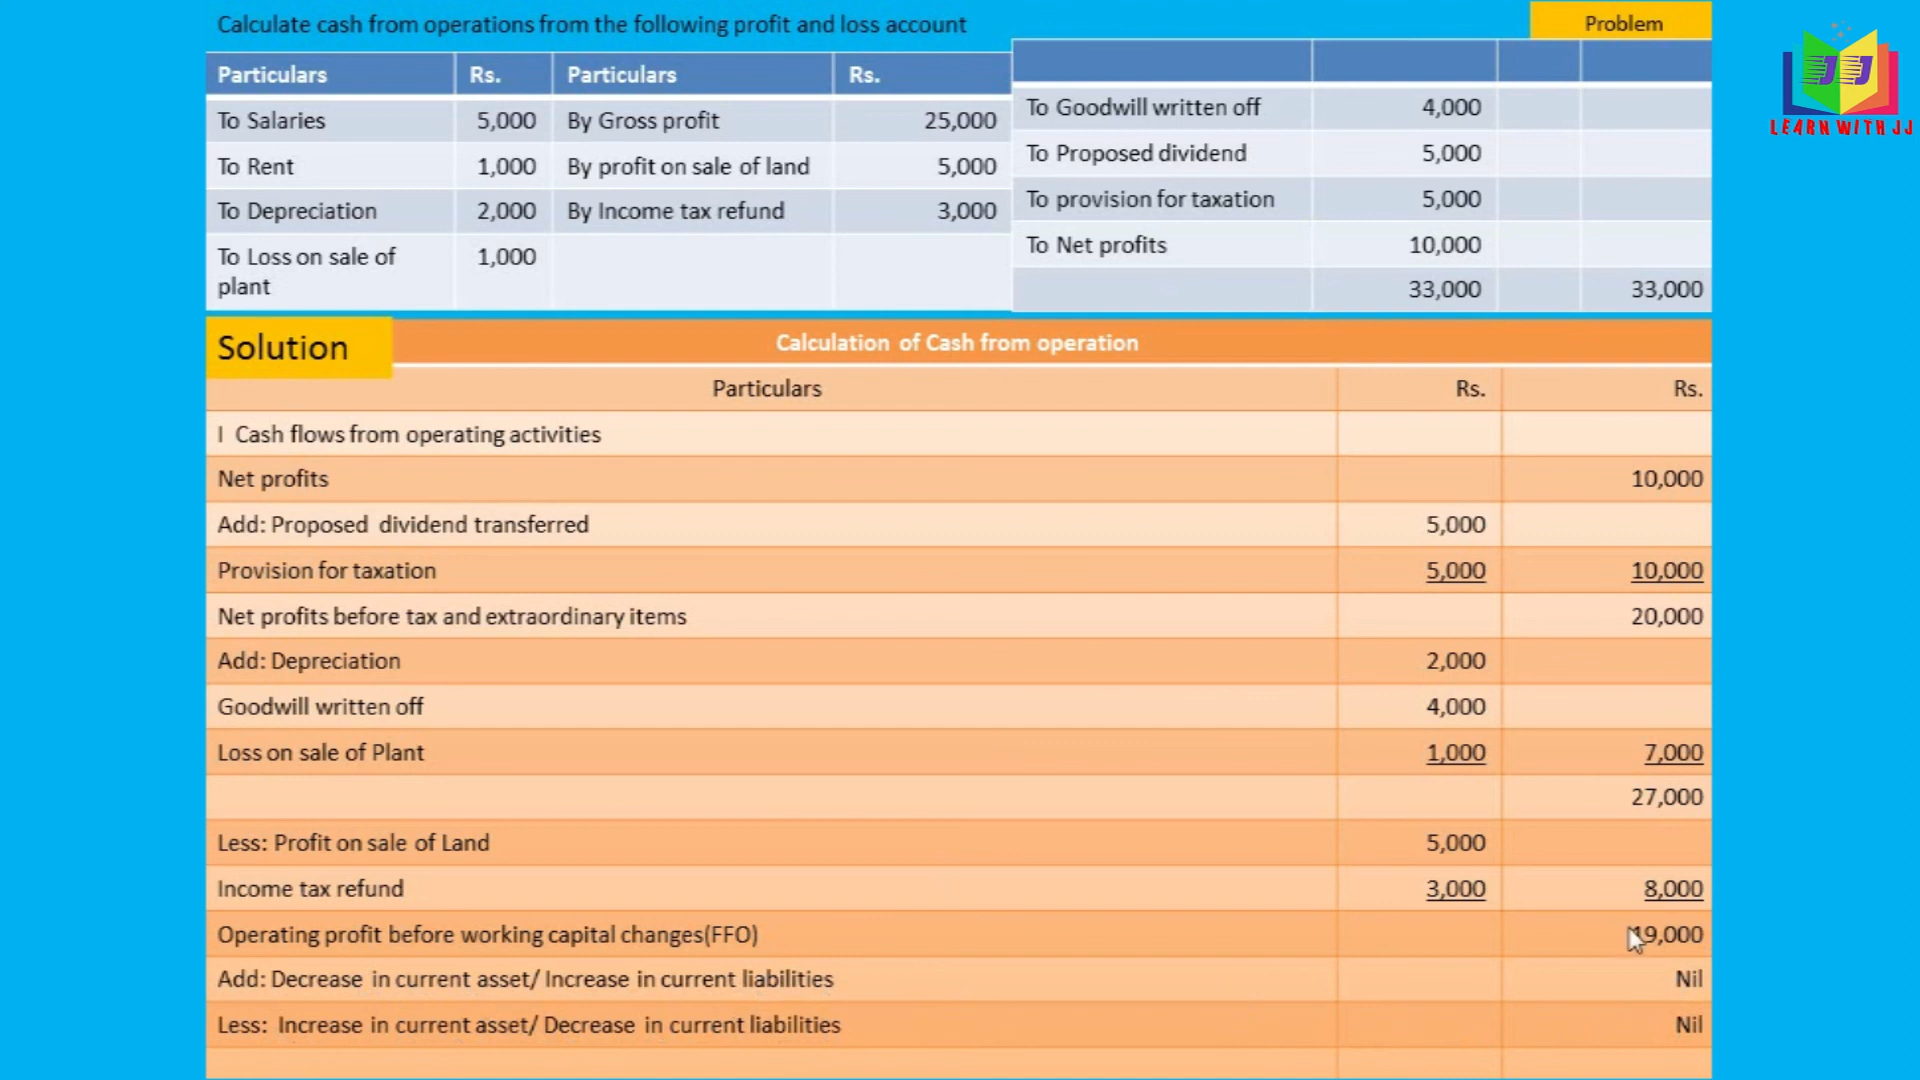 Calculate cash from operations from the following profit and loss account
Problem
Particulars Rs. Particulars Rs.
To Salaries 5,000 By Gross profit 25,000
To Rent 1,000 By profit on sale of land 5,000
To Depreciation 2,000 By Income tax refund 3,000
To Loss on sale of 1,000
plant
To Goodwill written off 4,000
To Proposed dividend 5,000
To provision for taxation 5,000
To Net profits 10,000
33,000 33,000
LEARN WITH JJ
Solution
Calculation of Cash from operation
Particulars Rs. Rs.
I Cash flows from operating activities
Net profits 10,000
Add: Proposed dividend transferred 5,000
Provision for taxation 5,000 10,000
Net profits before tax and extraordinary items 20,000
Add: Depreciation 2,000
Goodwill written off 4,000
Loss on sale of Plant 1,000 7,000
27,000
Less: Profit on sale of Land 5,000
Income tax refund 3,000 8,000
Operating profit before working capital changes(FFO) 19,000
Add: Decrease in current asset/ Increase in current liabilities Nil
Less: Increase in current asset/ Decrease in current liabilities Nil